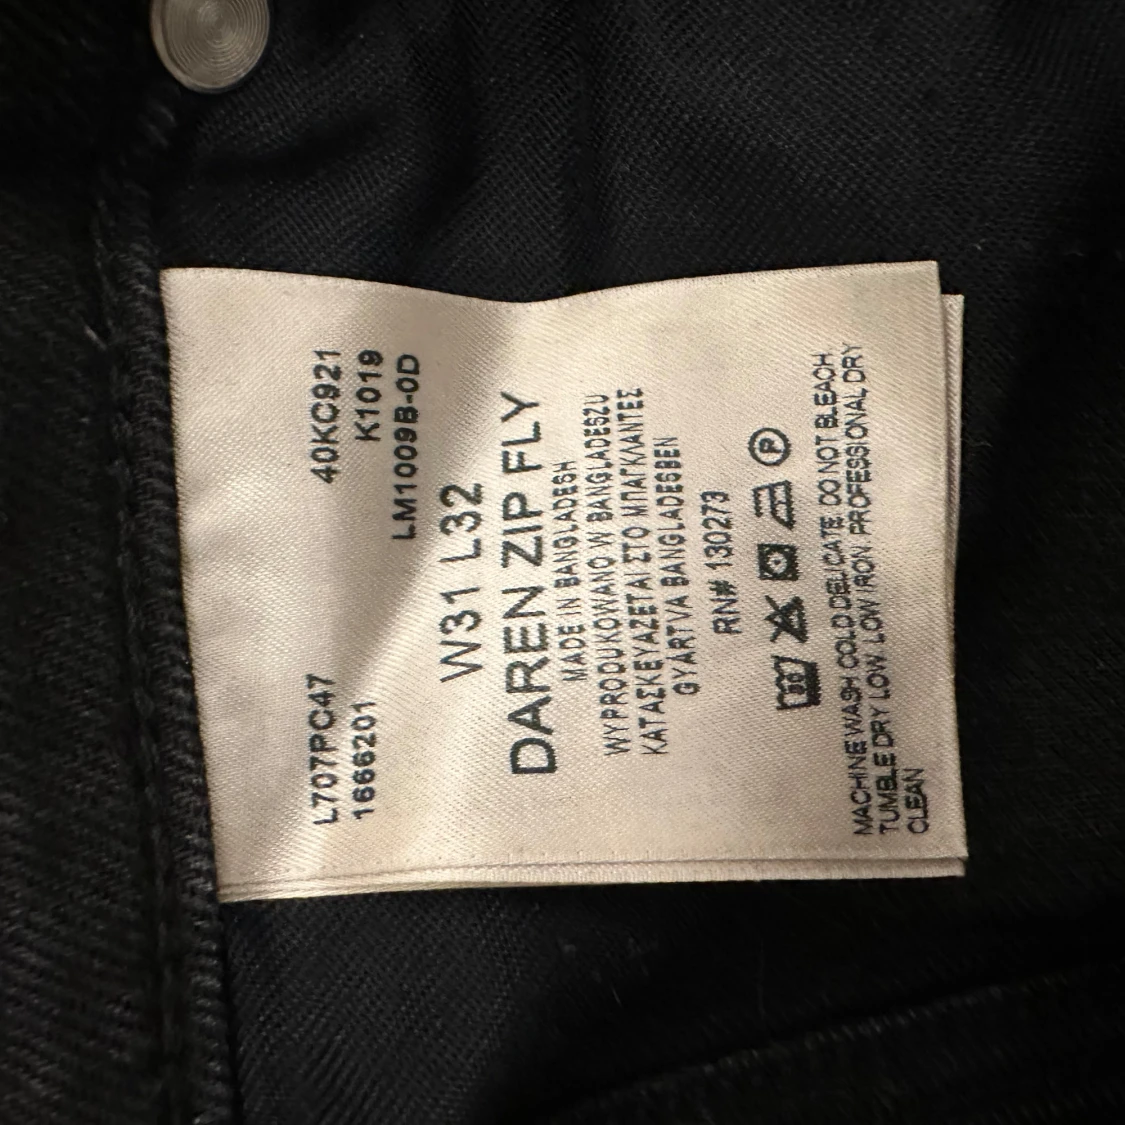 L707PC47 40KC921
1666201 K1019
LM1009B-0D
W31 L32
DAREN ZIP FLY
MADE IN BANGLADESH
WYPRODUKOWANO W BANGLADESZU
ΚΑΤΑΣΚΕΥΑΖΕΤΑΙ ΣΤΟ ΜΠΑΓΚΛΑΝΤΕΣ
GYÁRTVA BANGLADESBEN
RN# 130273
P
MACHINE WASH COLD DELICATE DO NOT BLEACH
TUMBLE DRY LOW LOW IRON PROFESSIONAL DRY
CLEAN